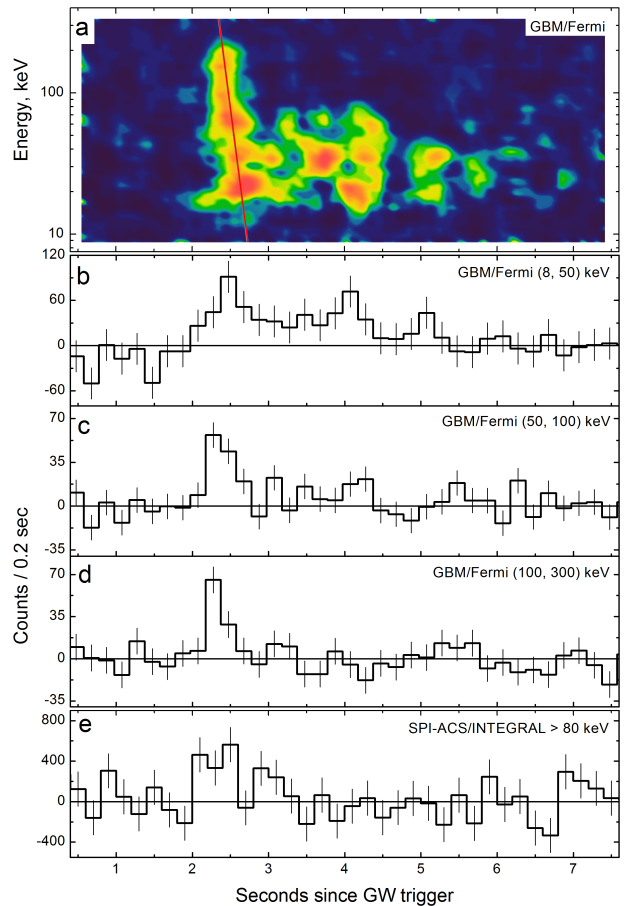 a
GBM/Fermi
Energy, keV
100
10
b
GBM/Fermi (8, 50) keV
120
60
0
-60
c
GBM/Fermi (50, 100) keV
70
35
0
-35
d
GBM/Fermi (100, 300) keV
70
35
0
-35
Counts / 0.2 sec
e
SPI-ACS/INTEGRAL > 80 keV
800
400
0
-400
1 2 3 4 5 6 7
Seconds since GW trigger